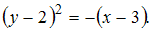 (y − 2)² = −(x − 3).